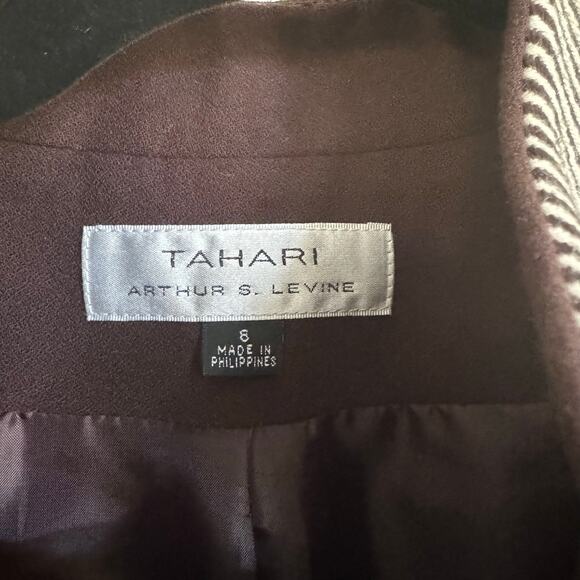 TAHARI
ARTHUR S. LEVINE
8
MADE IN
PHILIPPINES